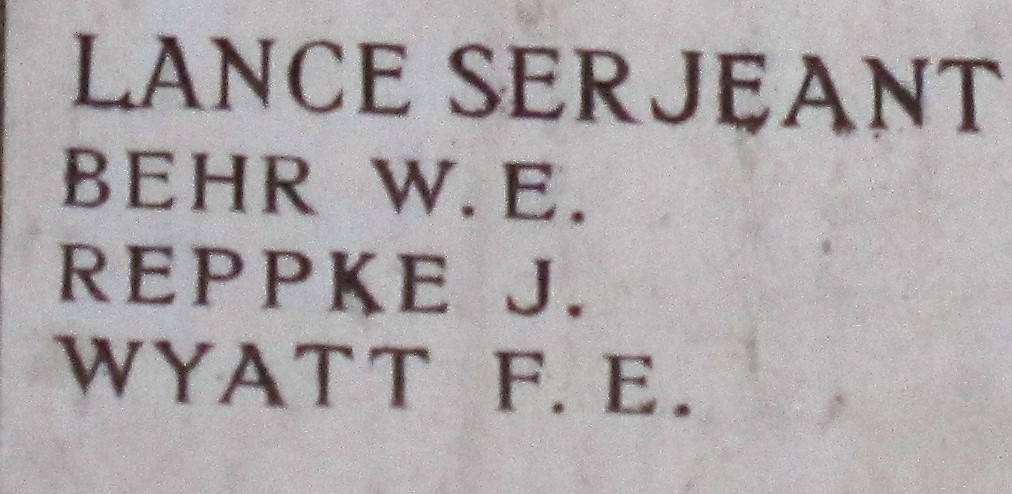 LANCE SERJEANT
BEHR W. E.
REPPKE J.
WYATT F. E.